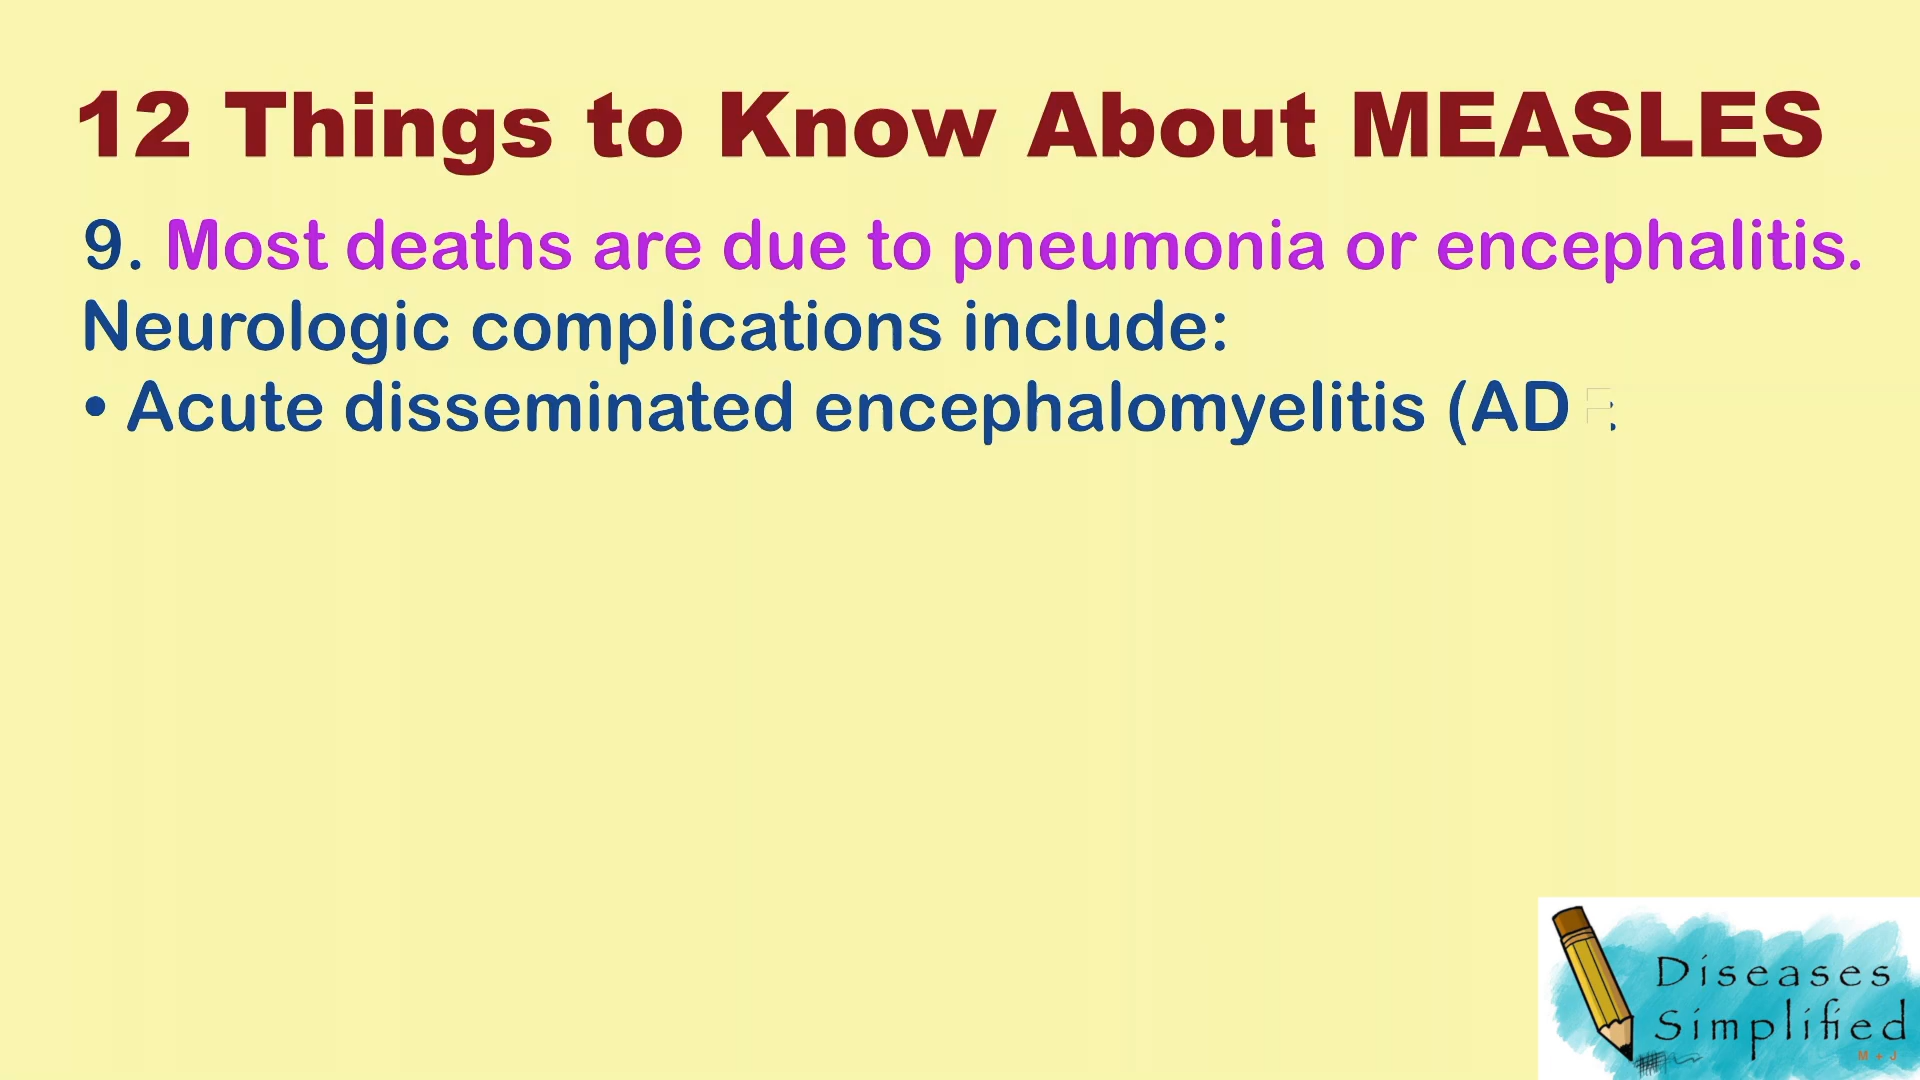 12 Things to Know About MEASLES
9. Most deaths are due to pneumonia or encephalitis.
Neurologic complications include:
• Acute disseminated encephalomyelitis (AD
Diseases
Simplified
M + J